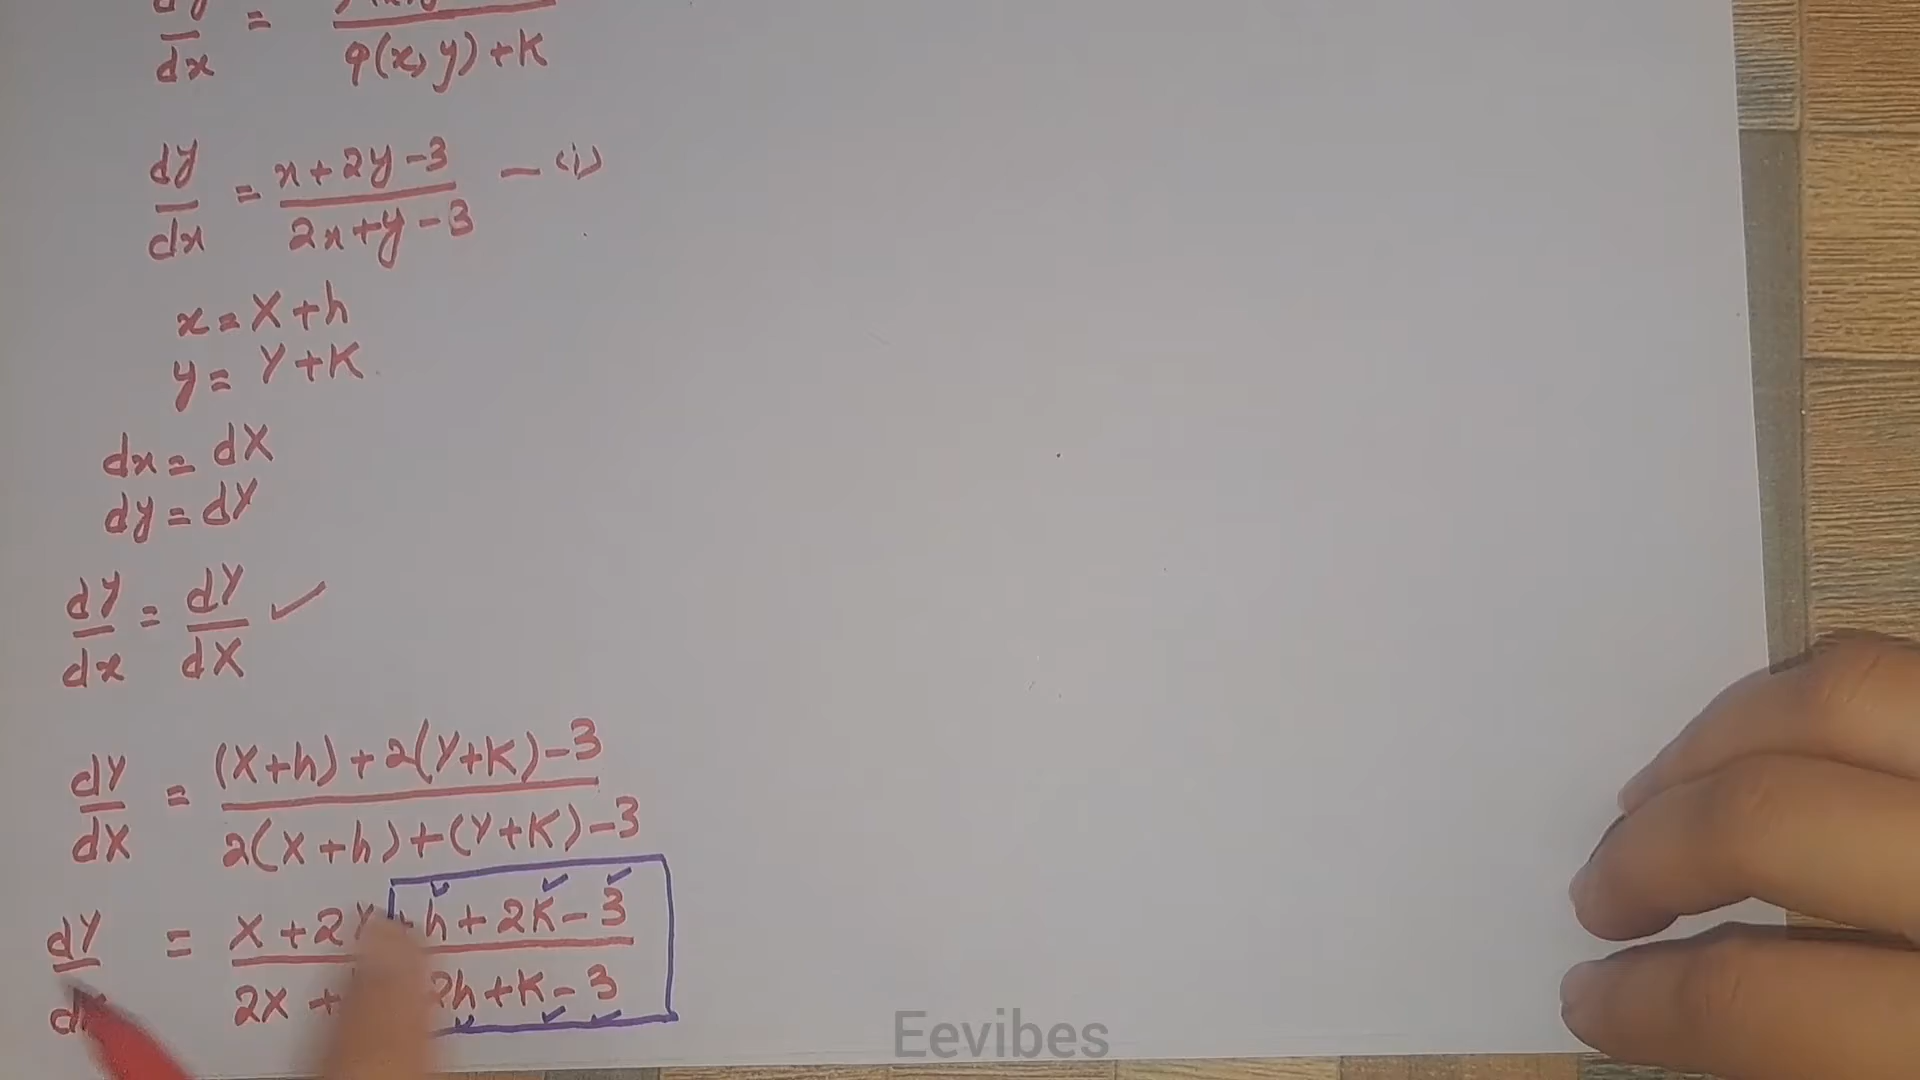 dx = φ(x,y)+K
dy/dx = x+2y-3/2x+y-3 — (i)
x = X+h
y = Y+K
dx = dX
dy = dY
dy/dx = dY/dX ✓
dY/dX = (X+h)+2(Y+K)-3/2(X+h)+(Y+K)-3
dY = X+2Y+h+2K-3
2X+ 2h+K-3
Eevibes